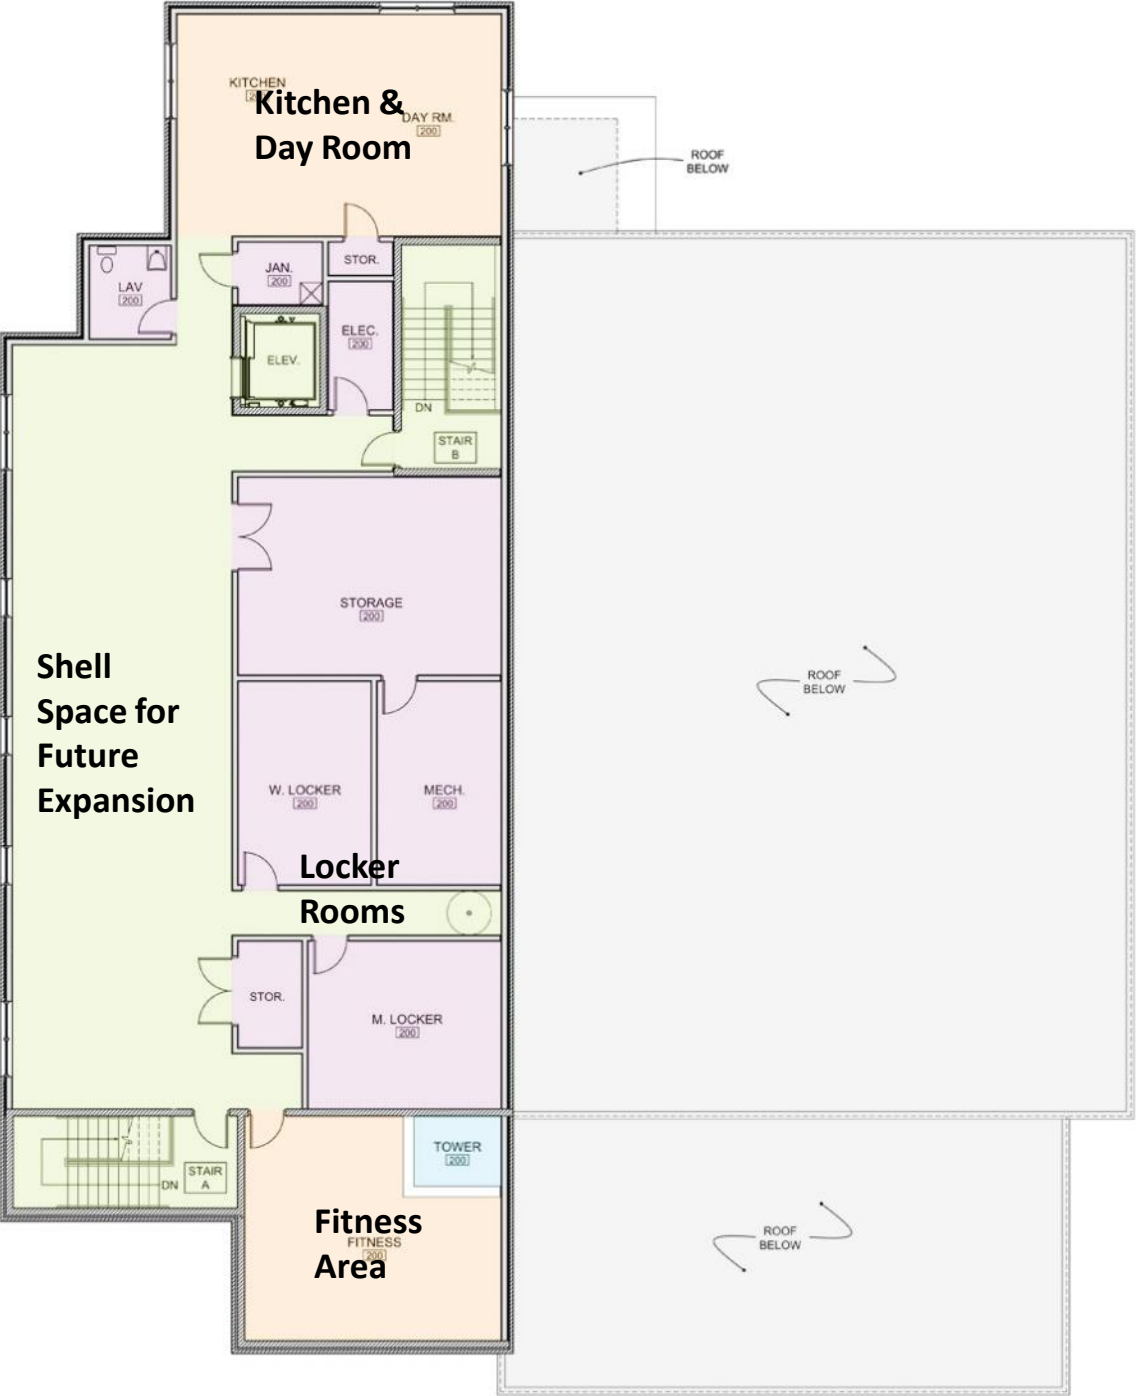 KITCHEN
Kitchen &
DAY RM.
200
Day Room
ROOF
BELOW
JAN.
200
STOR.
LAV
200
ELEC.
200
ELEV.
DN
STAIR
B
STORAGE
200
Shell
Space for
Future
Expansion
ROOF
BELOW
W. LOCKER
200
MECH.
200
Locker
Rooms
STOR.
M. LOCKER
200
TOWER
200
STAIR
A
DN
Fitness
FITNESS
200
Area
ROOF
BELOW